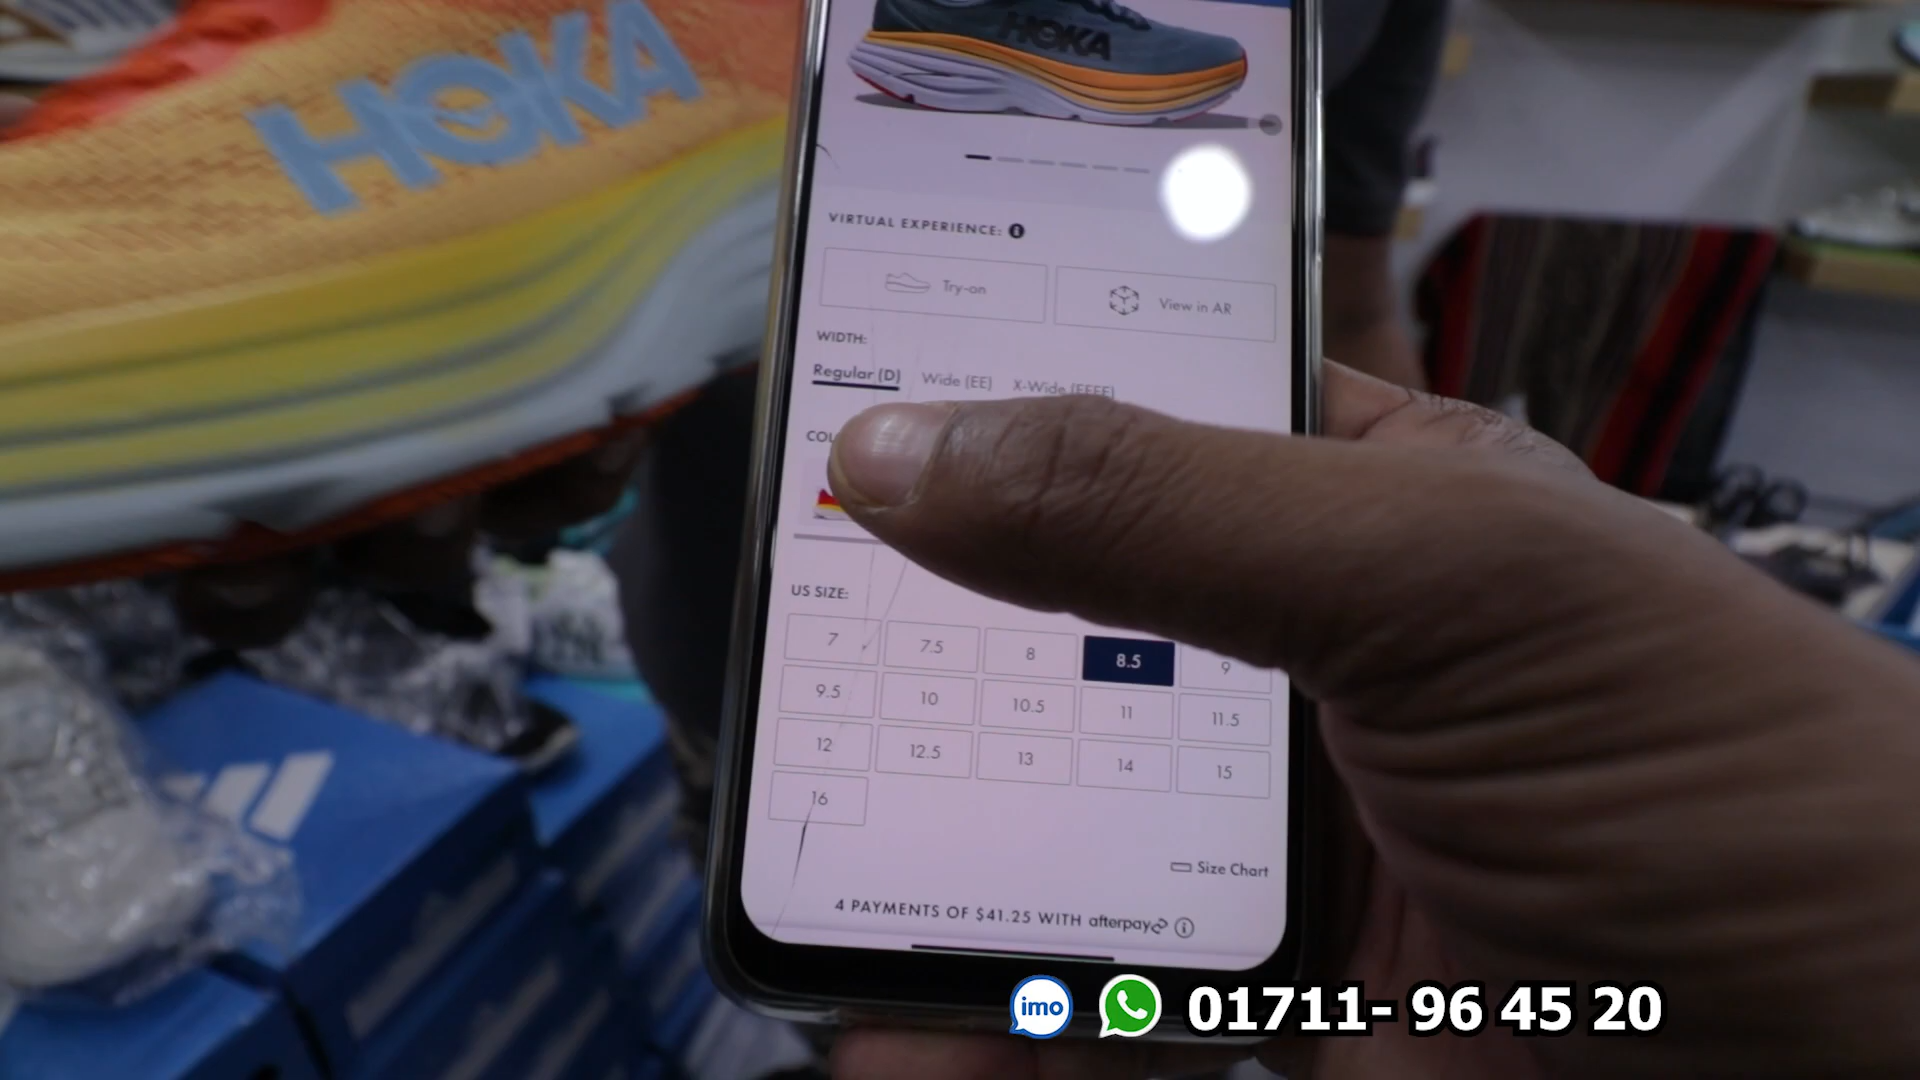 HOKA
HOKA
VIRTUAL EXPERIENCE:
Try-on
View in AR
WIDTH:
Regular (D) Wide (EE) X-Wide (EEEE)
US SIZE:
7 7.5 8 8.5 9
9.5 10 10.5 11 11.5
12 12.5 13 14 15
16
Size Chart
4 PAYMENTS OF $41.25 WITH afterpay
imo 01711- 96 45 20